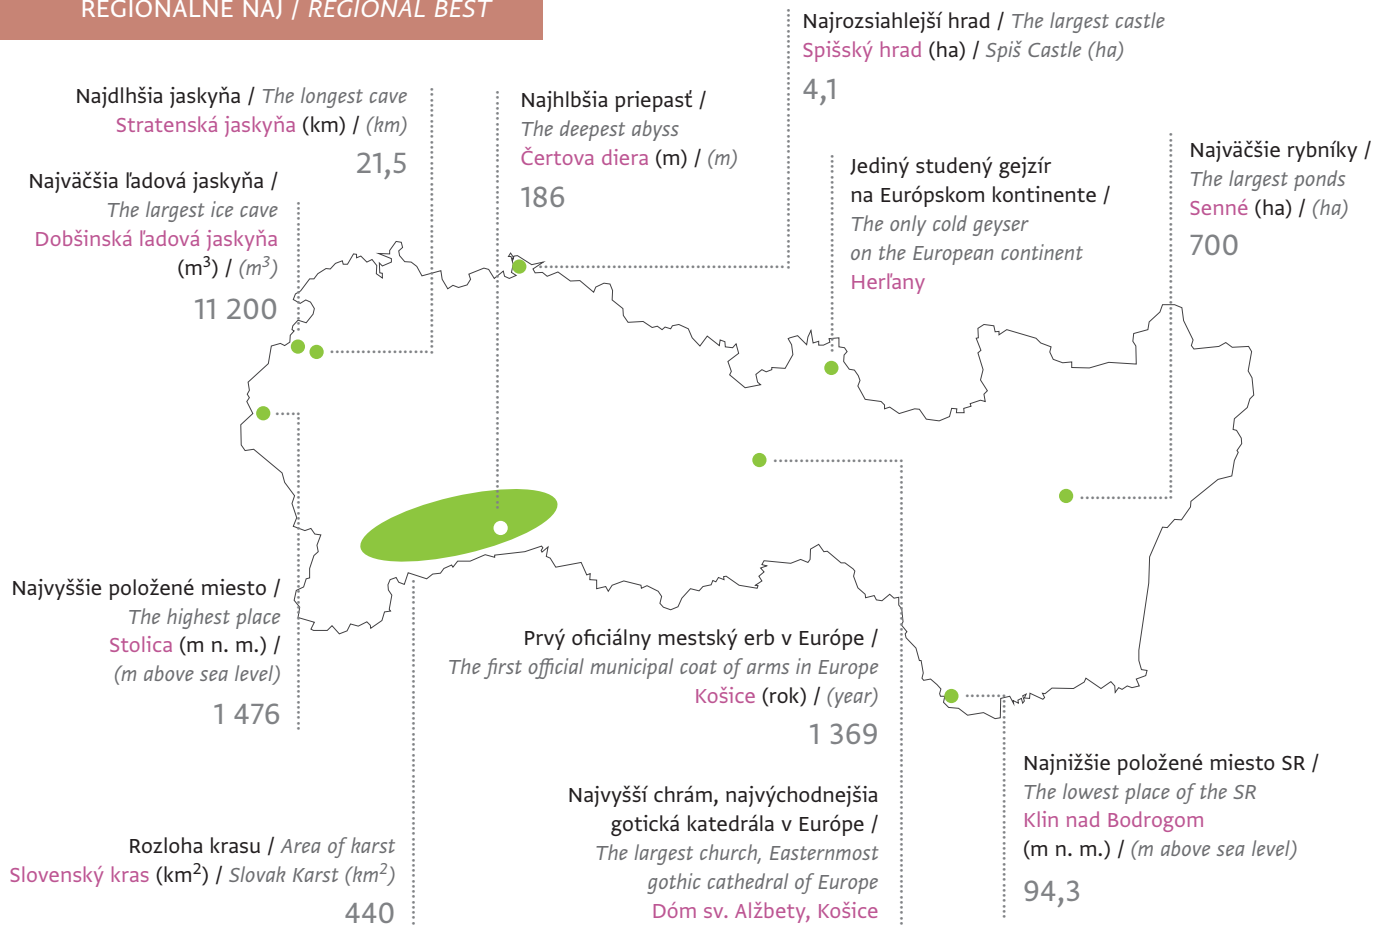 REGIONÁLNE NAJ / REGIONAL BEST
Najrozsiahlejší hrad / The largest castle
Spišský hrad (ha) / Spiš Castle (ha)
4,1
Najdlhšia jaskyňa / The longest cave
Stratenská jaskyňa (km) / (km)
21,5
Najhlbšia priepasť /
The deepest abyss
Čertova diera (m) / (m)
186
Jediný studený gejzír
na Európskom kontinente /
The only cold geyser
on the European continent
Herľany
Najväčšie rybníky /
The largest ponds
Senné (ha) / (ha)
700
Najväčšia ľadová jaskyňa /
The largest ice cave
Dobšinská ľadová jaskyňa
(m³) / (m³)
11 200
Najvyššie položené miesto /
The highest place
Stolica (m n. m.) /
(m above sea level)
1 476
Prvý oficiálny mestský erb v Európe /
The first official municipal coat of arms in Europe
Košice (rok) / (year)
1 369
Najvyšší chrám, najvýchodnejšia
gotická katedrála v Európe /
The largest church, Easternmost
gothic cathedral of Europe
Dóm sv. Alžbety, Košice
Najnižšie položené miesto SR /
The lowest place of the SR
Klin nad Bodrogom
(m n. m.) / (m above sea level)
94,3
Rozloha krasu / Area of karst
Slovenský kras (km²) / Slovak Karst (km²)
440